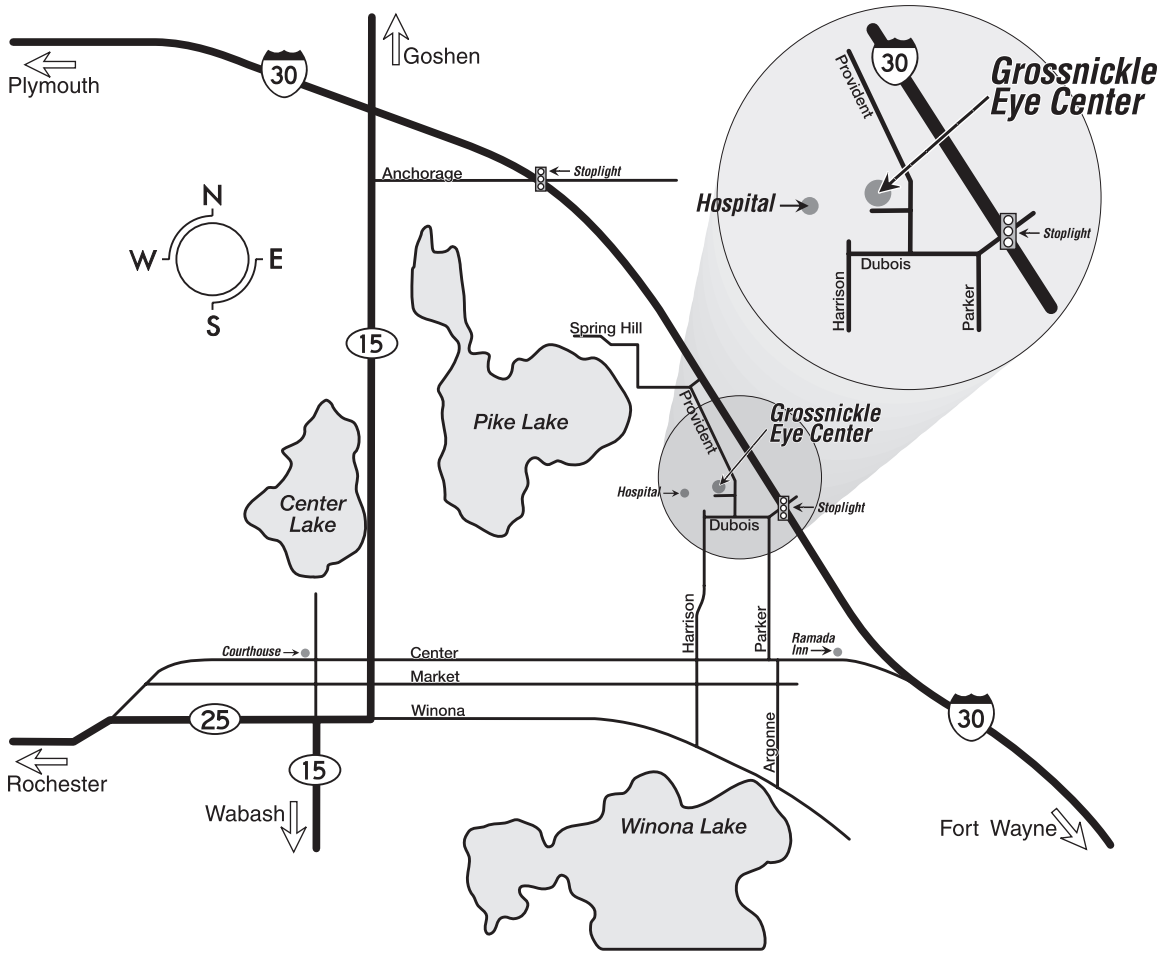 Goshen
Plymouth
30
30
Provident
Grossnickle
Eye Center
Anchorage
Stoplight
N
W
E
S
Hospital
Stoplight
Dubois
Harrison
Parker
15
Spring Hill
Pike Lake
Provident
Grossnickle
Eye Center
Center
Lake
Hospital
Stoplight
Dubois
Harrison
Parker
Ramada
Inn
Courthouse
Center
Market
Winona
25
Argonne
30
15
Rochester
Wabash
Winona Lake
Fort Wayne